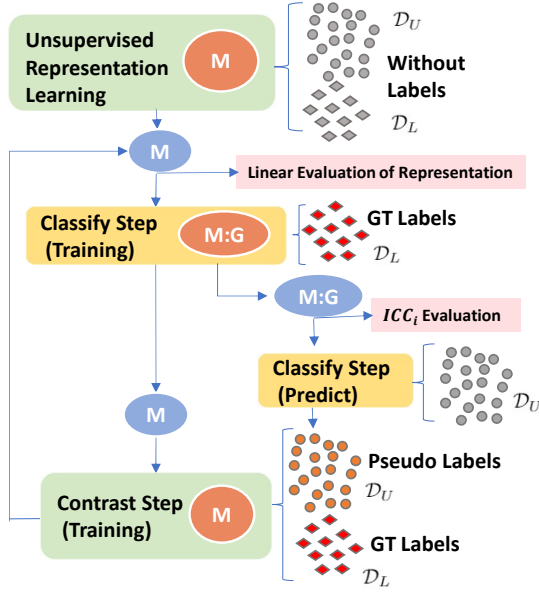 Unsupervised
Representation
Learning
M
𝒟_U
Without
Labels
𝒟_L
M
Linear Evaluation of Representation
Classify Step
(Training)
M:G
GT Labels
𝒟_L
M:G
ICC_i Evaluation
Classify Step
(Predict)
𝒟_U
M
Pseudo Labels
𝒟_U
Contrast Step
(Training)
M
GT Labels
𝒟_L